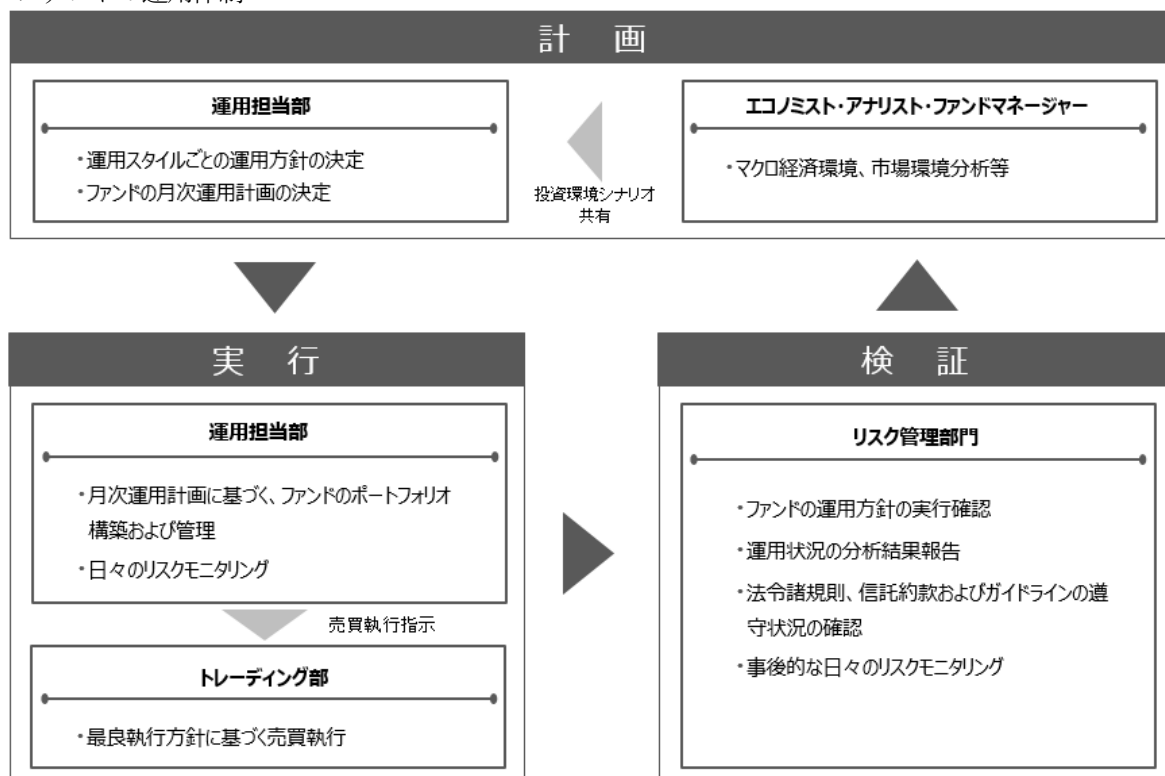 計 画
運用担当部
・運用スタイルごとの運用方針の決定
・ファンドの月次運用計画の決定
投資環境シナリオ
共有
エコノミスト・アナリスト・ファンドマネージャー
・マクロ経済環境、市場環境分析等
実 行
運用担当部
・月次運用計画に基づく、ファンドのポートフォリオ
構築および管理
・日々のリスクモニタリング
売買執行指示
トレーディング部
・最良執行方針に基づく売買執行
検 証
リスク管理部門
・ファンドの運用方針の実行確認
・運用状況の分析結果報告
・法令諸規則、信託約款およびガイドラインの遵
守状況の確認
・事後的な日々のリスクモニタリング